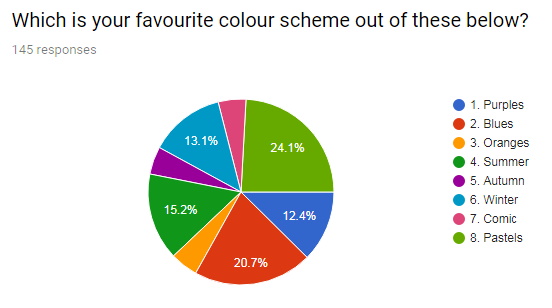 Which is your favourite colour scheme out of these below?
145 responses
1. Purples
2. Blues
3. Oranges
4. Summer
5. Autumn
6. Winter
7. Comic
8. Pastels
13.1%
24.1%
15.2%
12.4%
20.7%